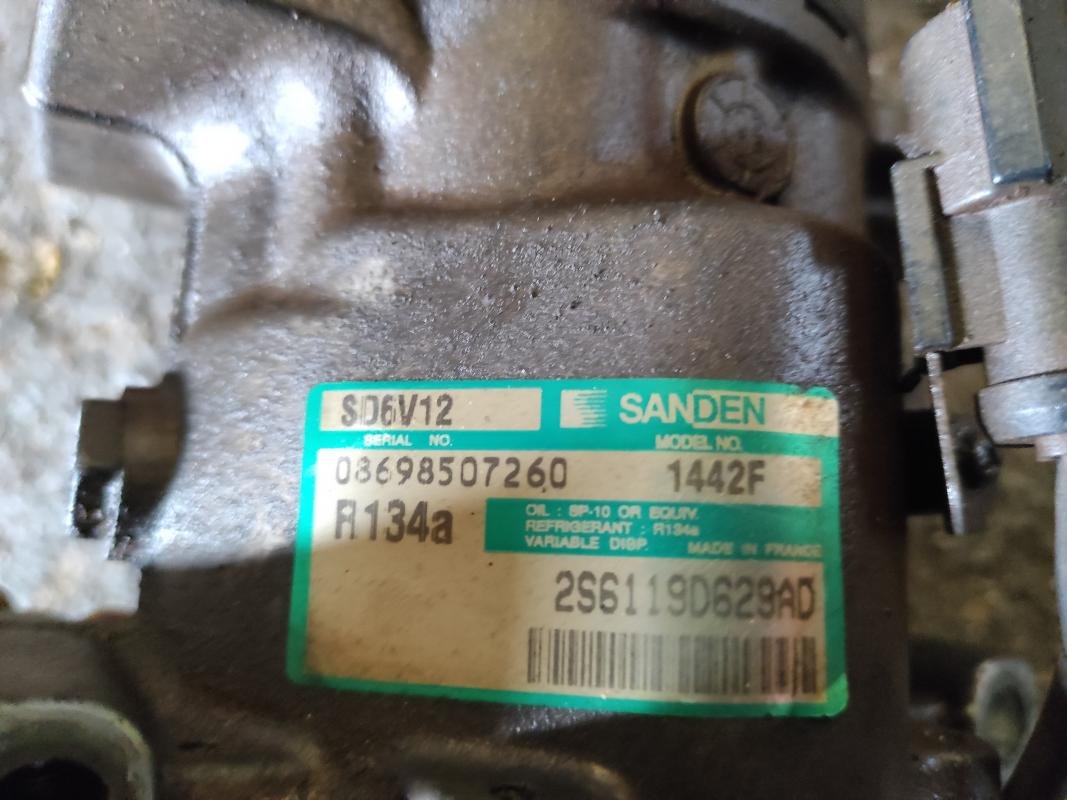 SD6V12 SANDEN
SERIAL NO. MODEL NO.
08698507260 1442F
R134a
OIL : SP-10 OR EQUIV.
REFRIGERANT : R134a
VARIABLE DISP. MADE IN FRANCE
2S6119D629AD